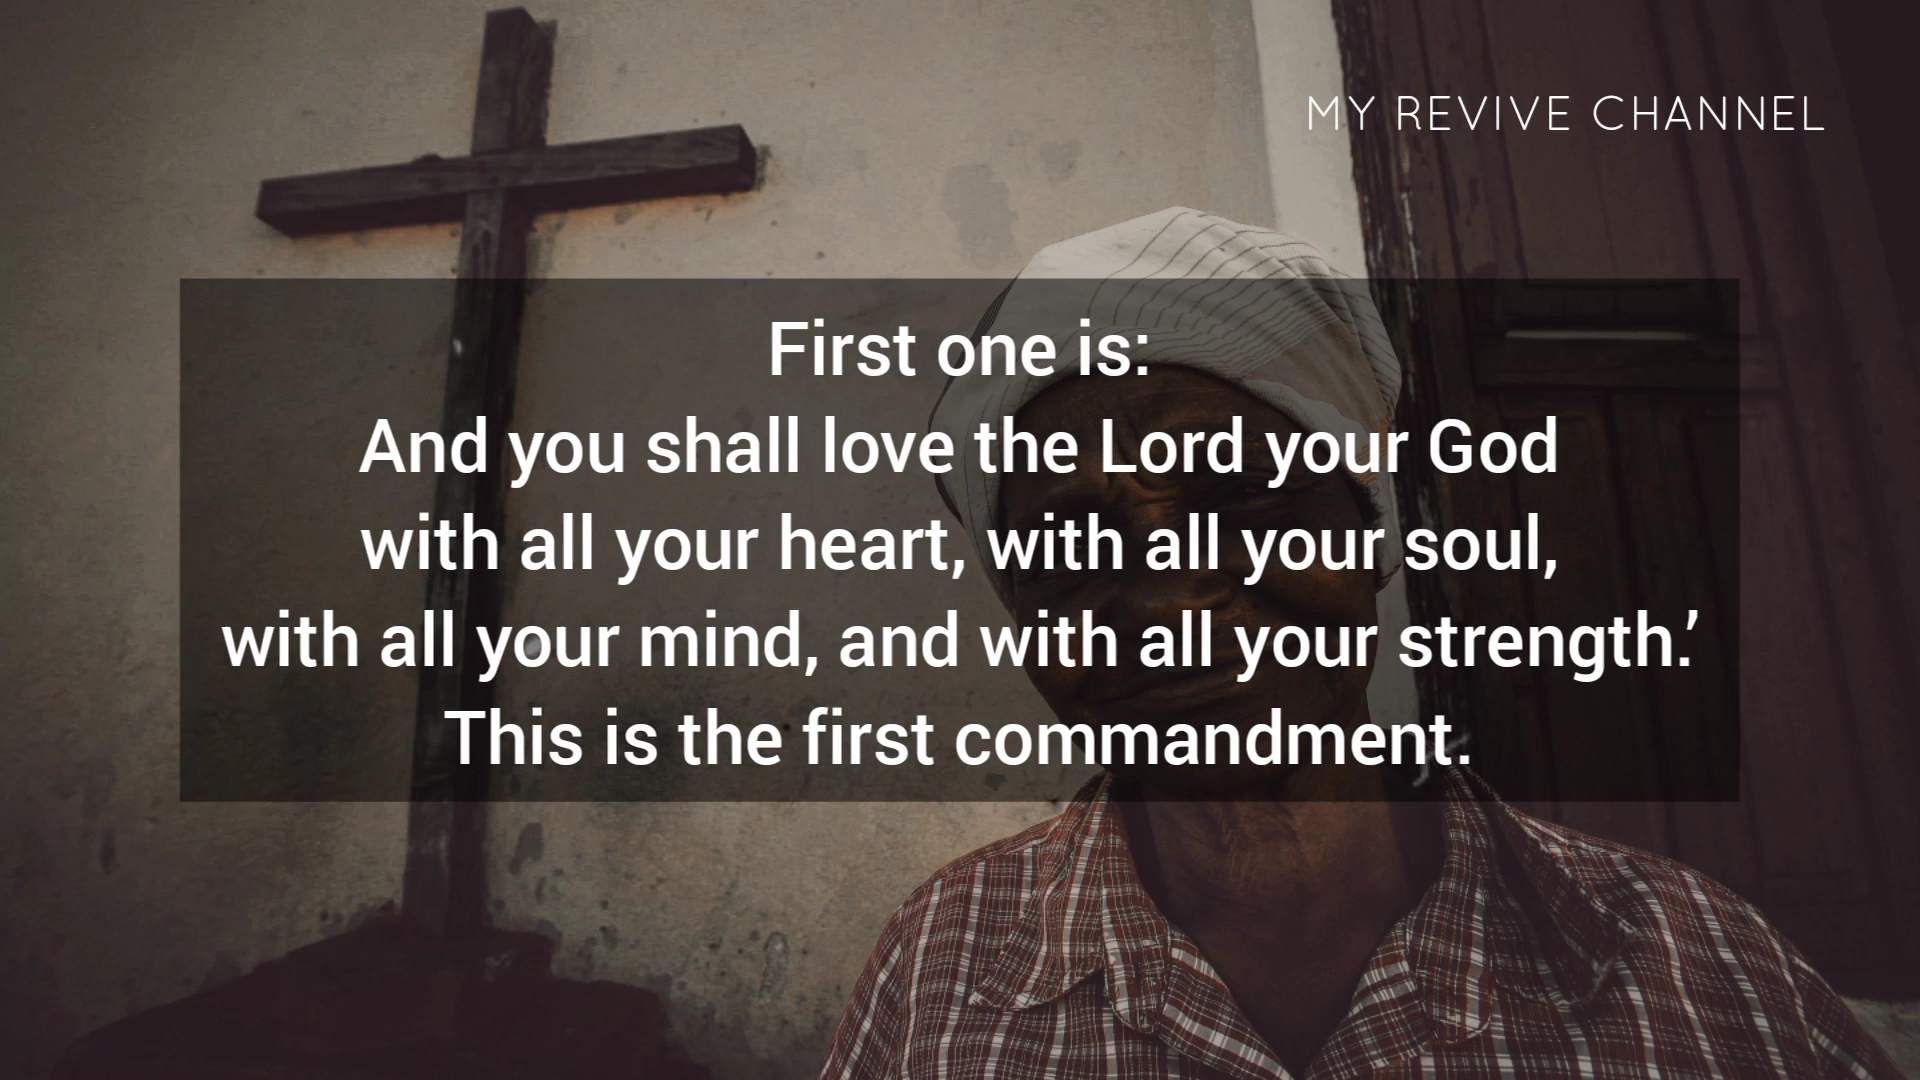 MY REVIVE CHANNEL
First one is:
And you shall love the Lord your God
with all your heart, with all your soul,
with all your mind, and with all your strength.’
This is the first commandment.